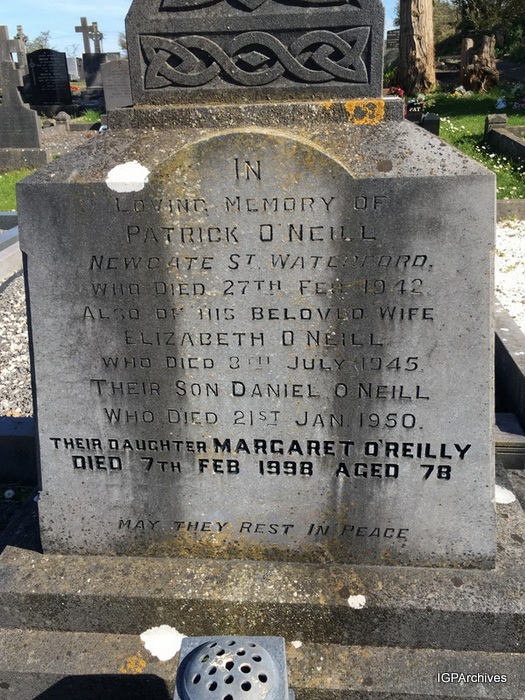 IN
LOVING MEMORY OF
PATRICK O'NEILL
NEWGATE ST. WATERFORD.
WHO DIED 27TH FEB. 1942.
ALSO OF HIS BELOVED WIFE
ELIZABETH O'NEILL
WHO DIED 8TH JULY 1945.
THEIR SON DANIEL O'NEILL
WHO DIED 21ST JAN. 1950.
THEIR DAUGHTER MARGARET O'REILLY
DIED 7TH FEB 1998 AGED 78
MAY THEY REST IN PEACE
IGPArchives